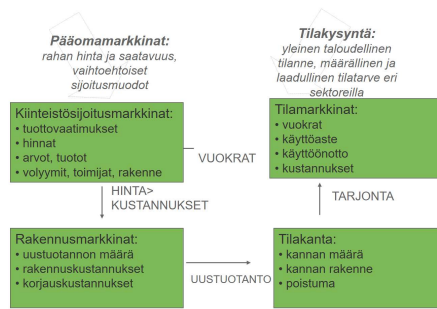 Pääomamarkkinat:
rahan hinta ja saatavuus,
vaihtoehtoiset
sijoitusmuodot
Tilakysyntä:
yleinen taloudellinen
tilanne, määrällinen ja
laadullinen tilatarve eri
sektoreilla
Kiinteistösijoitusmarkkinat:
• tuottovaatimukset
• hinnat
• arvot, tuotot
• volyymit, toimijat, rakenne
VUOKRAT
Tilamarkkinat:
• vuokrat
• käyttöaste
• käyttöönotto
• kustannukset
HINTA>
KUSTANNUKSET
TARJONTA
Rakennusmarkkinat:
• uustuotannon määrä
• rakennuskustannukset
• korjauskustannukset
UUSTUOTANTO
Tilakanta:
• kannan määrä
• kannan rakenne
• poistuma